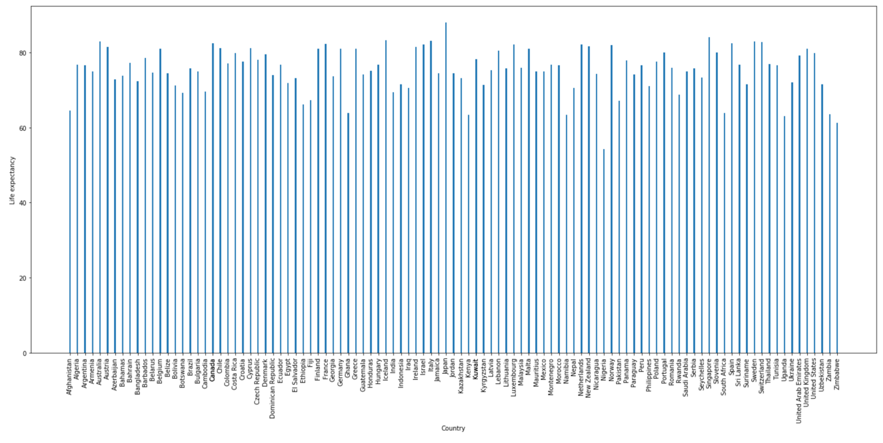 80
60
40
20
0
Life expectancy
Afghanistan
Algeria
Argentina
Armenia
Australia
Austria
Azerbaijan
Bahamas
Bahrain
Bangladesh
Barbados
Belarus
Belgium
Belize
Bolivia
Botswana
Brazil
Bulgaria
Cambodia
Canada
Chile
Colombia
Costa Rica
Croatia
Cyprus
Czech Republic
Denmark
Dominican Republic
Ecuador
Egypt
El Salvador
Ethiopia
Fiji
Finland
France
Georgia
Germany
Ghana
Greece
Guatemala
Honduras
Hungary
Iceland
India
Indonesia
Iraq
Ireland
Israel
Italy
Jamaica
Japan
Jordan
Kazakhstan
Kenya
Kuwait
Kyrgyzstan
Latvia
Lebanon
Lithuania
Luxembourg
Malaysia
Malta
Mauritius
Mexico
Montenegro
Morocco
Namibia
Nepal
Netherlands
New Zealand
Nicaragua
Nigeria
Norway
Pakistan
Panama
Paraguay
Peru
Philippines
Poland
Portugal
Romania
Rwanda
Saudi Arabia
Serbia
Seychelles
Singapore
Slovenia
South Africa
Spain
Sri Lanka
Suriname
Sweden
Switzerland
Thailand
Tunisia
Uganda
Ukraine
United Arab Emirates
United Kingdom
United States
Uzbekistan
Zambia
Zimbabwe
Country